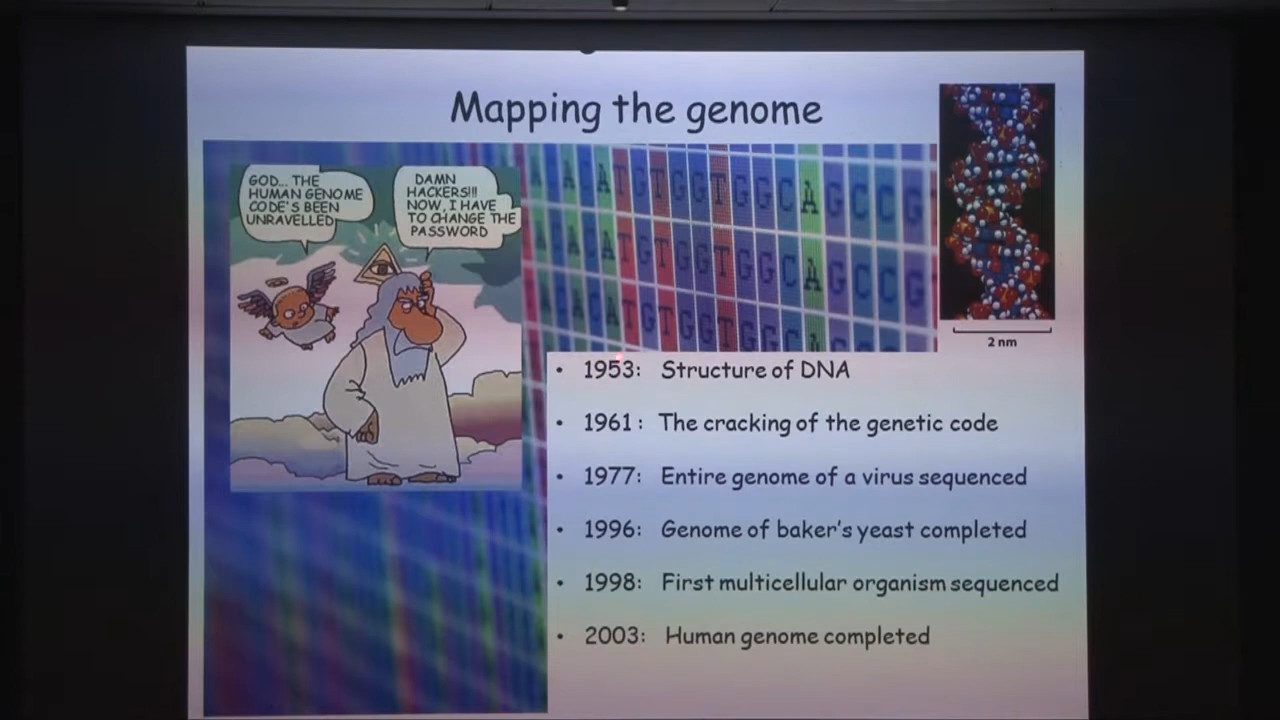 Mapping the genome
GOD... THE
HUMAN GENOME
CODE'S BEEN
UNRAVELLED
DAMN
HACKERS!!!
NOW, I HAVE
TO CHANGE THE
PASSWORD
A C A C A T G T G G T G G C A G C C G
A C A C A T G T G G T G G C A G C C G
A C A C A T G T G G T G G C A
2 nm
• 1953: Structure of DNA
• 1961: The cracking of the genetic code
• 1977: Entire genome of a virus sequenced
• 1996: Genome of baker's yeast completed
• 1998: First multicellular organism sequenced
• 2003: Human genome completed